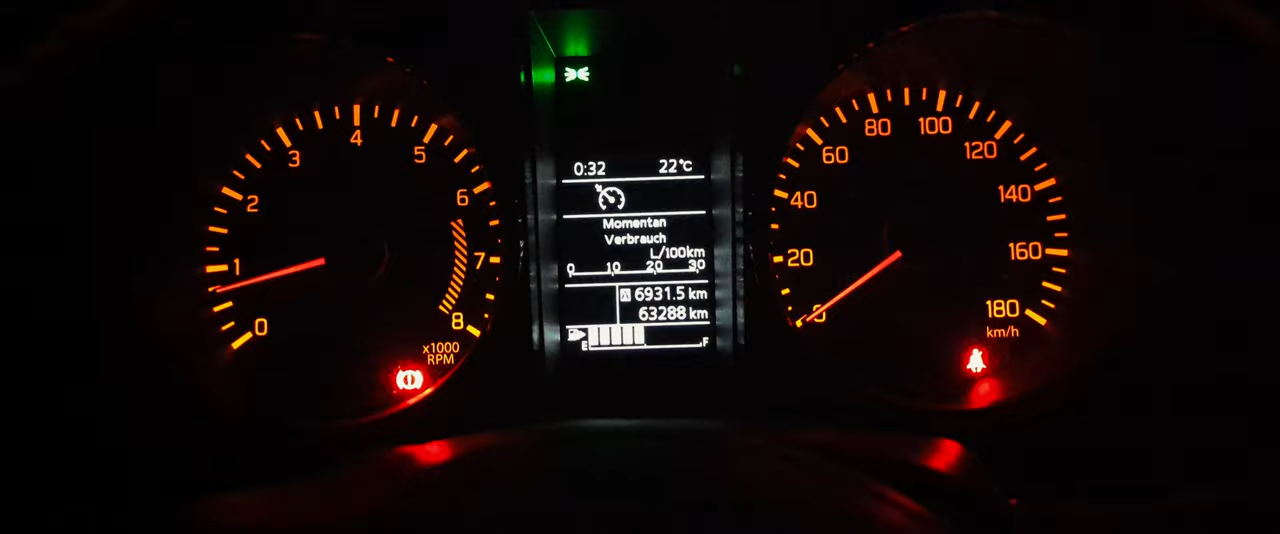 0
1
2
3
4
5
6
7
8
x1000
RPM
0:32 22℃
Momentan
Verbrauch
L/100km
0 10 20 30
A 6931.5 km
63288 km
E F
0
20
40
60
80
100
120
140
160
180
km/h